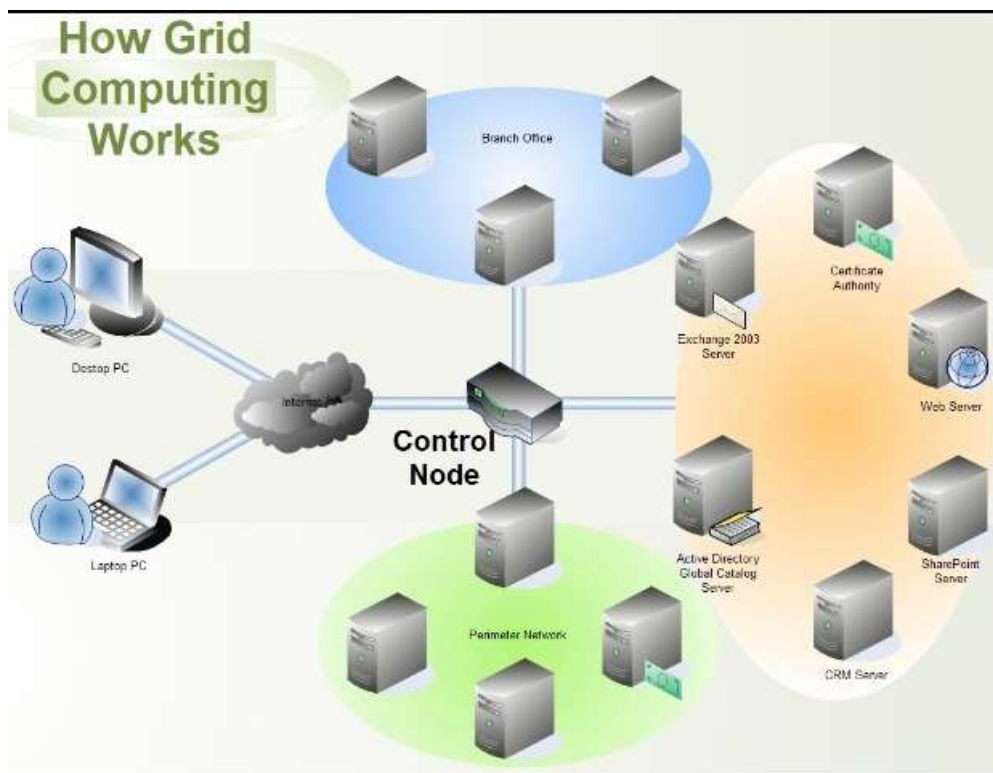 How Grid
Computing
Works
Branch Office
Certificate
Authority
Exchange 2003
Server
Destop PC
Internet
Web Server
Control
Node
Active Directory
Global Catalog
Server
SharePoint
Server
Laptop PC
Perimeter Network
CRM Server